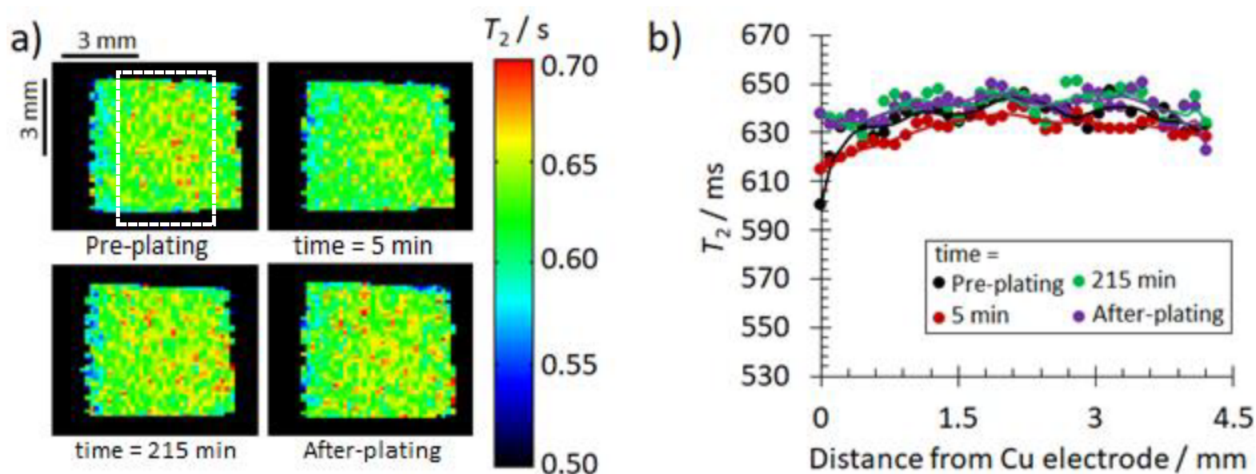 a)
3 mm
3 mm
Pre-plating
time = 5 min
time = 215 min
After-plating
T₂ / s
0.70
0.65
0.60
0.55
0.50
b)
T₂ / ms
670
650
630
610
590
570
550
530
0
1.5
3
4.5
Distance from Cu electrode / mm
time =
Pre-plating
215 min
5 min
After-plating